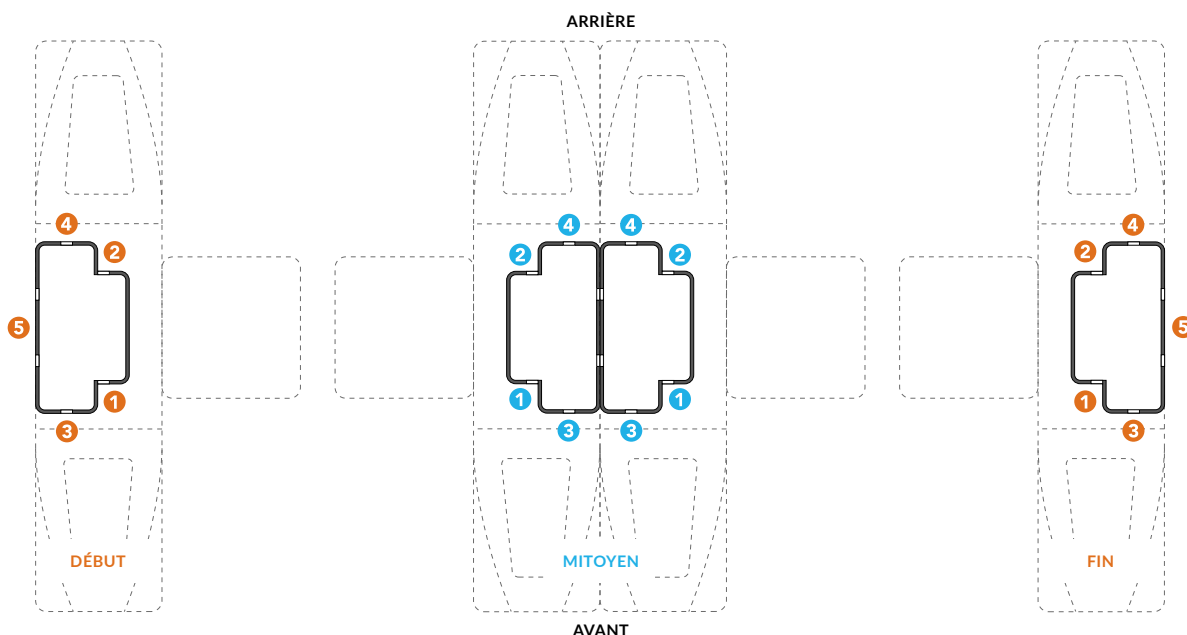 ARRIÈRE
4 4 4 4
2 2 2 2
5 5
1 1 1 1
3 3 3 3
DÉBUT MITOYEN FIN
AVANT